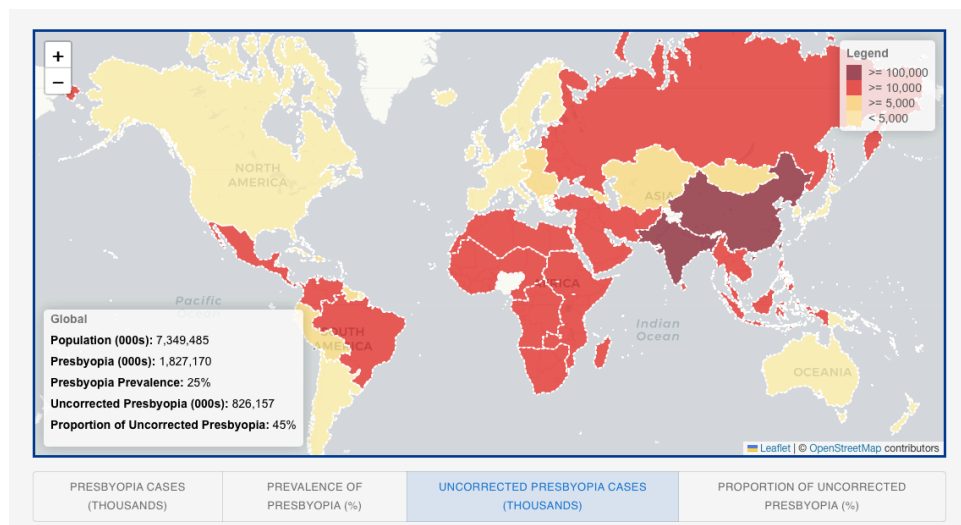 +
−
Legend
>= 100,000
>= 10,000
>= 5,000
< 5,000
NORTH
AMERICA
ASIA
AFRICA
Pacific
Ocean
SOUTH
AMERICA
Indian
Ocean
OCEANIA
Global
Population (000s): 7,349,485
Presbyopia (000s): 1,827,170
Presbyopia Prevalence: 25%
Uncorrected Presbyopia (000s): 826,157
Proportion of Uncorrected Presbyopia: 45%
Leaflet | © OpenStreetMap contributors
PRESBYOPIA CASES
(THOUSANDS)
PREVALENCE OF
PRESBYOPIA (%)
UNCORRECTED PRESBYOPIA CASES
(THOUSANDS)
PROPORTION OF UNCORRECTED
PRESBYOPIA (%)